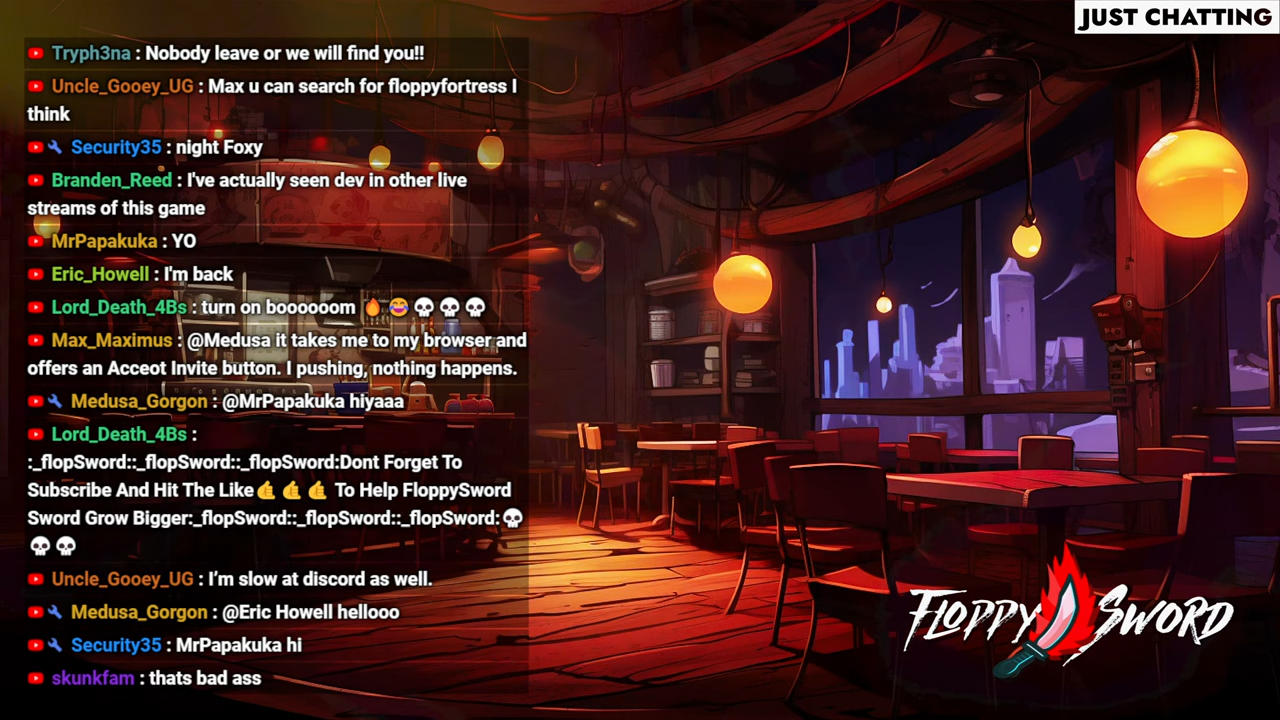 JUST CHATTING
Tryph3na : Nobody leave or we will find you!!
Uncle_Gooey_UG : Max u can search for floppyfortress I
think
Security35 : night Foxy
Branden_Reed : I've actually seen dev in other live
streams of this game
MrPapakuka : YO
Eric_Howell : I'm back
Lord_Death_4Bs : turn on boooooom 🔥😂💀💀💀
Max_Maximus : @Medusa it takes me to my browser and
offers an Acceot Invite button. I pushing, nothing happens.
Medusa_Gorgon : @MrPapakuka hiyaaa
Lord_Death_4Bs :
:_flopSword::_flopSword::_flopSword:Dont Forget To
Subscribe And Hit The Like👍👍👍 To Help FloppySword
Sword Grow Bigger:_flopSword::_flopSword::_flopSword:💀
💀💀
Uncle_Gooey_UG : I’m slow at discord as well.
Medusa_Gorgon : @Eric Howell hellooo
Security35 : MrPapakuka hi
skunkfam : thats bad ass
FLOPPY SWORD